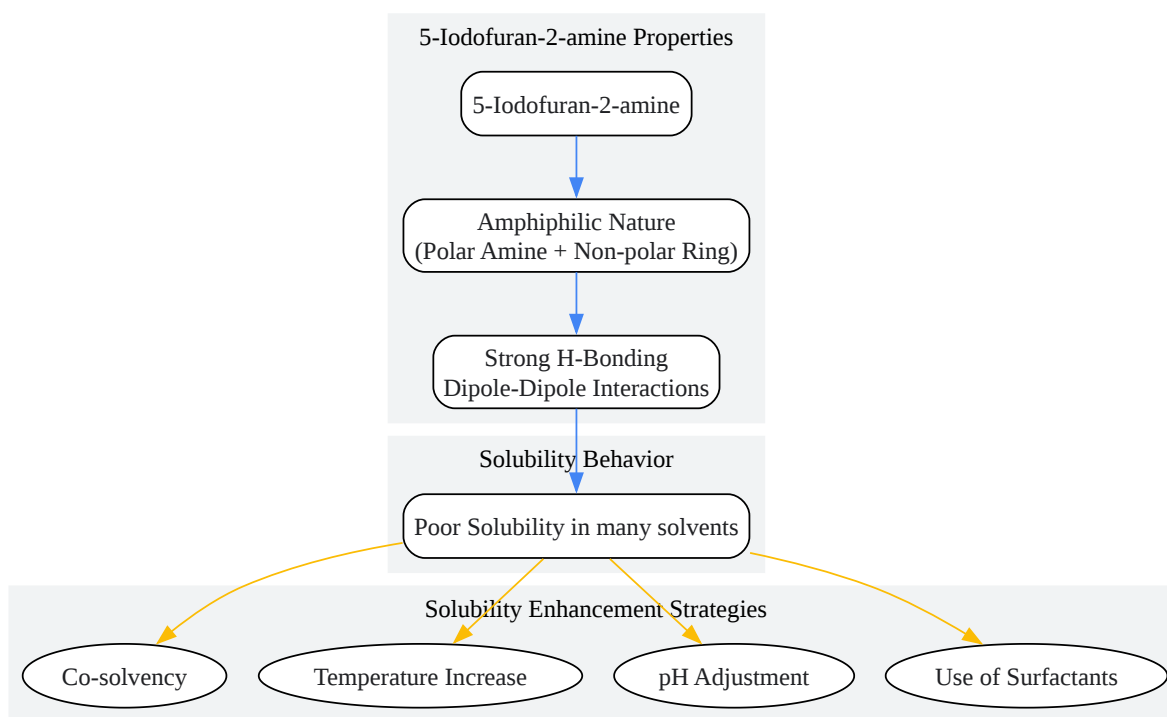 5-Iodofuran-2-amine Properties
5-Iodofuran-2-amine
Amphiphilic Nature
(Polar Amine + Non-polar Ring)
Strong H-Bonding
Dipole-Dipole Interactions
Solubility Behavior
Poor Solubility in many solvents
Solubility Enhancement Strategies
Co-solvency
Temperature Increase
pH Adjustment
Use of Surfactants